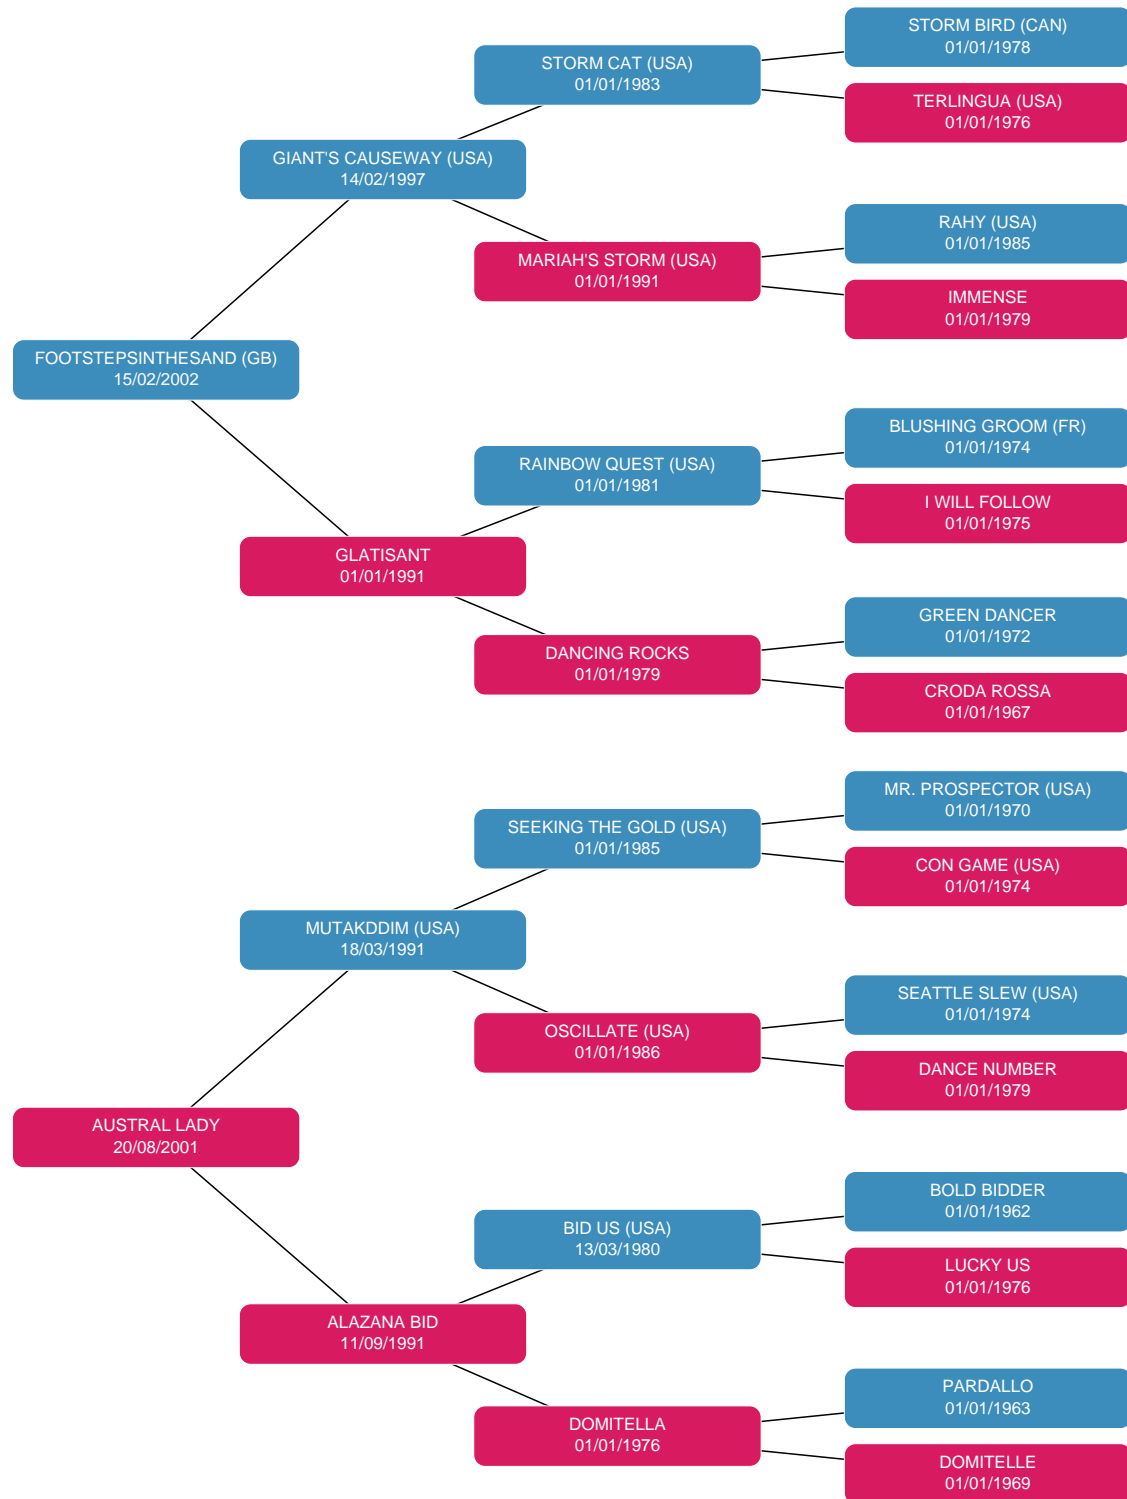 STORM BIRD (CAN)
01/01/1978
STORM CAT (USA)
01/01/1983
TERLINGUA (USA)
01/01/1976
GIANT'S CAUSEWAY (USA)
14/02/1997
RAHY (USA)
01/01/1985
MARIAH'S STORM (USA)
01/01/1991
IMMENSE
01/01/1979
FOOTSTEPSINTHESAND (GB)
15/02/2002
BLUSHING GROOM (FR)
01/01/1974
RAINBOW QUEST (USA)
01/01/1981
I WILL FOLLOW
01/01/1975
GLATISANT
01/01/1991
GREEN DANCER
01/01/1972
DANCING ROCKS
01/01/1979
CRODA ROSSA
01/01/1967
MR. PROSPECTOR (USA)
01/01/1970
SEEKING THE GOLD (USA)
01/01/1985
CON GAME (USA)
01/01/1974
MUTAKDDIM (USA)
18/03/1991
SEATTLE SLEW (USA)
01/01/1974
OSCILLATE (USA)
01/01/1986
DANCE NUMBER
01/01/1979
AUSTRAL LADY
20/08/2001
BOLD BIDDER
01/01/1962
BID US (USA)
13/03/1980
LUCKY US
01/01/1976
ALAZANA BID
11/09/1991
PARDALLO
01/01/1963
DOMITELLA
01/01/1976
DOMITELLE
01/01/1969